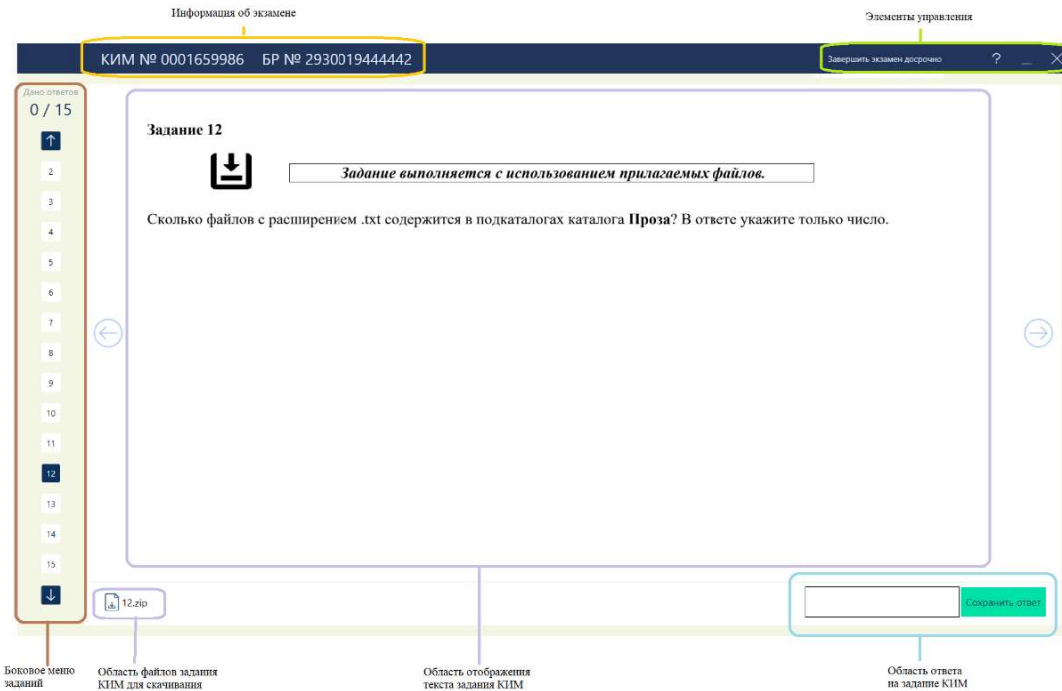 Информация об экзамене
Элементы управления
КИМ № 0001659986 БР № 2930019444442
Завершить экзамен досрочно ? _ ×
Дано ответов
0 / 15
↑
2
3
4
5
6
7
8
9
10
11
12
13
14
15
↓
Задание 12
Задание выполняется с использованием прилагаемых файлов.
Сколько файлов с расширением .txt содержится в подкаталогах каталога Проза? В ответе укажите только число.
12.zip
Сохранить ответ
Боковое меню
заданий
Область файлов задания
КИМ для скачивания
Область отображения
текста задания КИМ
Область ответа
на задание КИМ